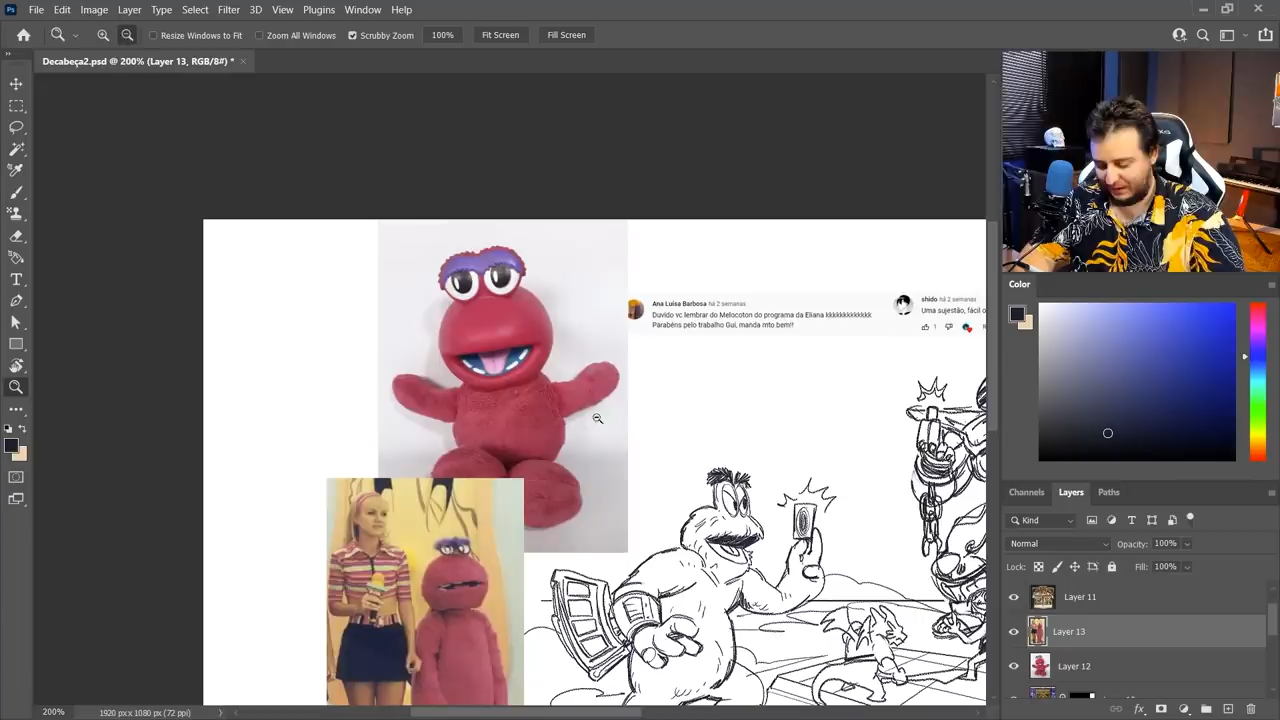 Ps File Edit Image Layer Type Select Filter 3D View Plugins Window Help
Resize Windows to Fit Zoom All Windows Scrubby Zoom 100% Fit Screen Fill Screen
Decabeça2.psd @ 200% (Layer 13, RGB/8#) *
Color
Ana Luísa Barbosa há 2 semanas
Duvido vc lembrar do Melocoton do programa da Eliana kkkkkkkkkkkk
Parabéns pelo trabalho Gui, manda mto bem!!
shido há 2 semanas
Uma sugestão, fácil o
1
Channels Layers Paths
Kind
Normal Opacity: 100%
Lock: Fill: 100%
Layer 11
Layer 13
Layer 12
200% 1920 px x 1080 px (72 ppi)